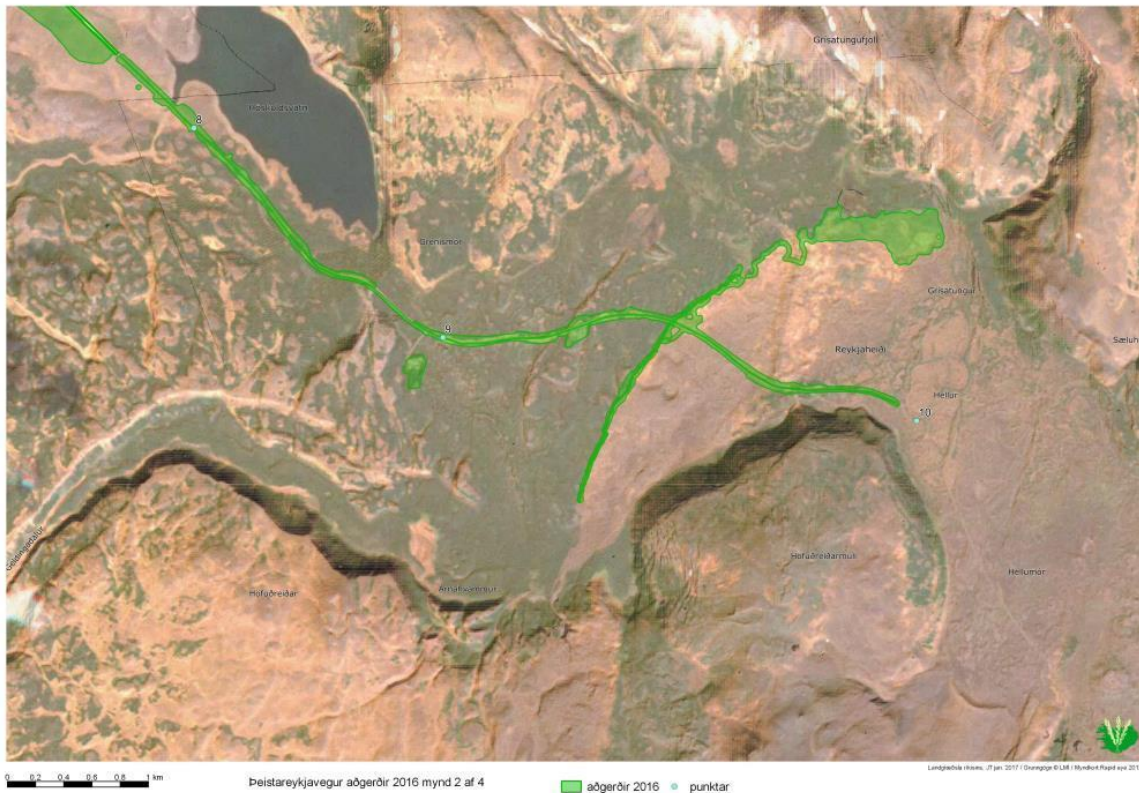 Grísatungufjöll
Höskuldsvatn
8
Grenismór
Grísatungur
Reykjaheiði
9
Hellur
10
Geldingadalur
Höfuðreiðar
Höfuðreiðarmúli
Hellumór
0 0.2 0.4 0.6 0.8 1 km
Þeistareykjavegur aðgerðir 2016 mynd 2 af 4
aðgerðir 2016
punktar